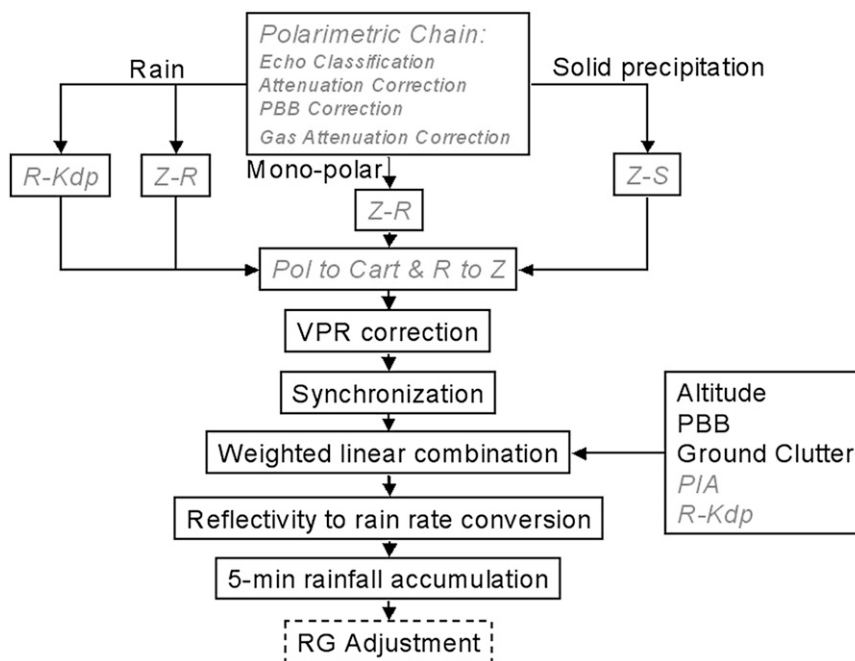 Polarimetric Chain:
Echo Classification
Attenuation Correction
PBB Correction
Gas Attenuation Correction
Rain
Solid precipitation
Mono-polar
R-Kdp
Z-R
Z-R
Z-S
Pol to Cart & R to Z
VPR correction
Synchronization
Weighted linear combination
Altitude
PBB
Ground Clutter
PIA
R-Kdp
Reflectivity to rain rate conversion
5-min rainfall accumulation
RG Adjustment